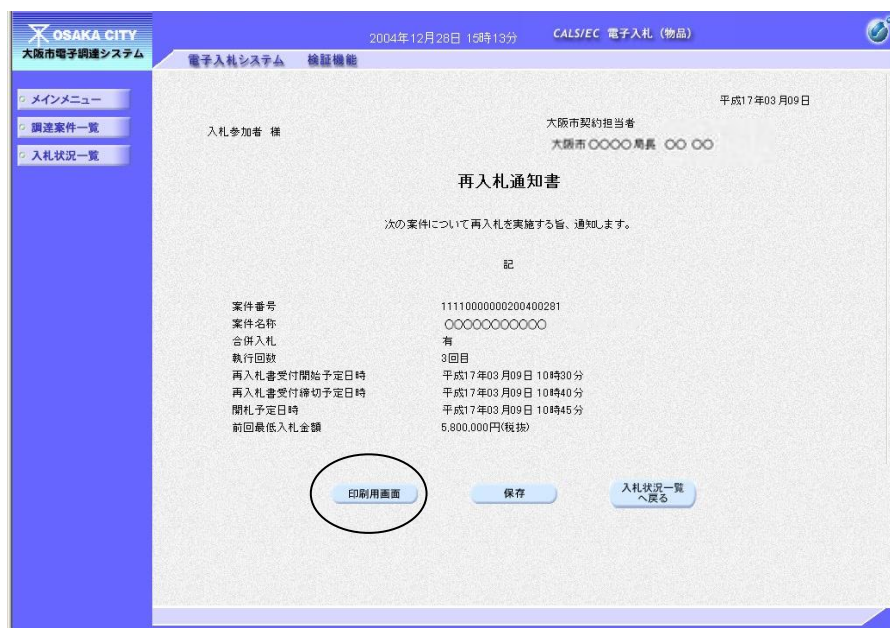 OSAKA CITY
大阪市電子調達システム
2004年12月28日 15時13分
CALS/EC 電子入札（物品）
電子入札システム 検証機能
メインメニュー
調達案件一覧
入札状況一覧
平成17年03月09日
入札参加者 様
大阪市契約担当者
大阪市〇〇〇〇局長 〇〇 〇〇
再入札通知書
次の案件について再入札を実施する旨、通知します。
記
案件番号 11110000000200400281
案件名称 〇〇〇〇〇〇〇〇〇〇〇
合併入札 有
執行回数 3回目
再入札書受付開始予定日時 平成17年03月09日 10時30分
再入札書受付締切予定日時 平成17年03月09日 10時40分
開札予定日時 平成17年03月09日 10時45分
前回最低入札金額 5,800,000円(税抜)
印刷用画面
保存
入札状況一覧
へ戻る